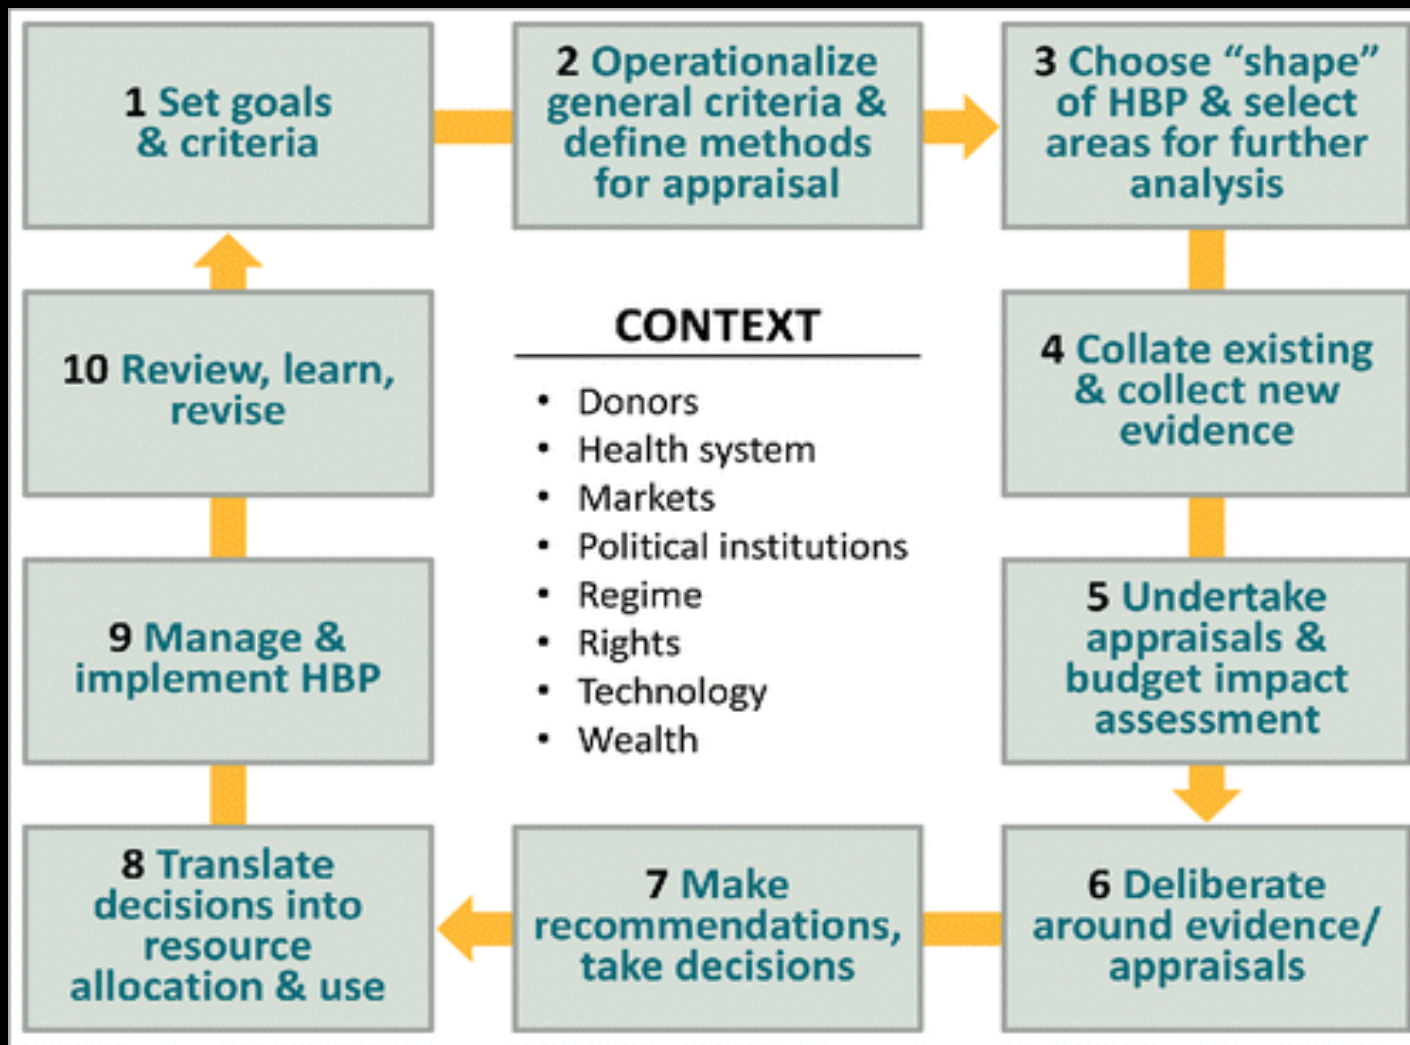 1 Set goals
& criteria
2 Operationalize
general criteria &
define methods
for appraisal
3 Choose “shape”
of HBP & select
areas for further
analysis
4 Collate existing
& collect new
evidence
5 Undertake
appraisals &
budget impact
assessment
6 Deliberate
around evidence/
appraisals
7 Make
recommendations,
take decisions
8 Translate
decisions into
resource
allocation & use
9 Manage &
implement HBP
10 Review, learn,
revise
CONTEXT
• Donors
• Health system
• Markets
• Political institutions
• Regime
• Rights
• Technology
• Wealth